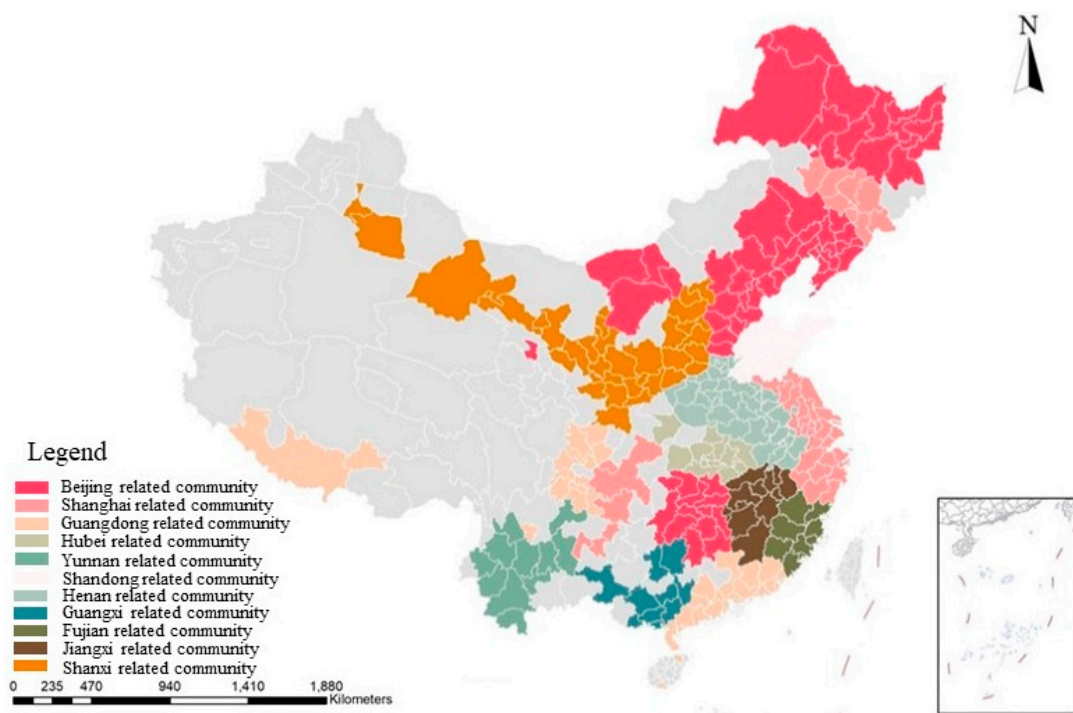 N
Legend
Beijing related community
Shanghai related community
Guangdong related community
Hubei related community
Yunnan related community
Shandong related community
Henan related community
Guangxi related community
Fujian related community
Jiangxi related community
Shanxi related community
0 235 470 940 1,410 1,880
Kilometers